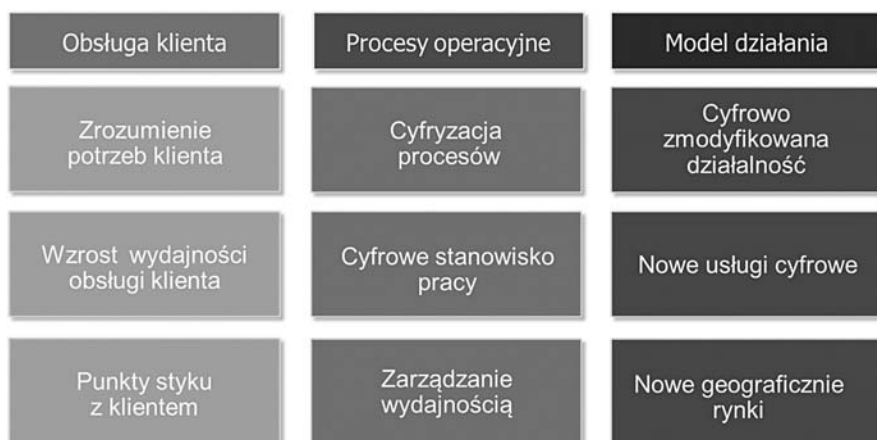 Obsługa klienta
Procesy operacyjne
Model działania
Zrozumienie
potrzeb klienta
Cyfryzacja
procesów
Cyfrowo
zmodyfikowana
działalność
Wzrost wydajności
obsługi klienta
Cyfrowe stanowisko
pracy
Nowe usługi cyfrowe
Punkty styku
z klientem
Zarządzanie
wydajnością
Nowe geograficznie
rynki